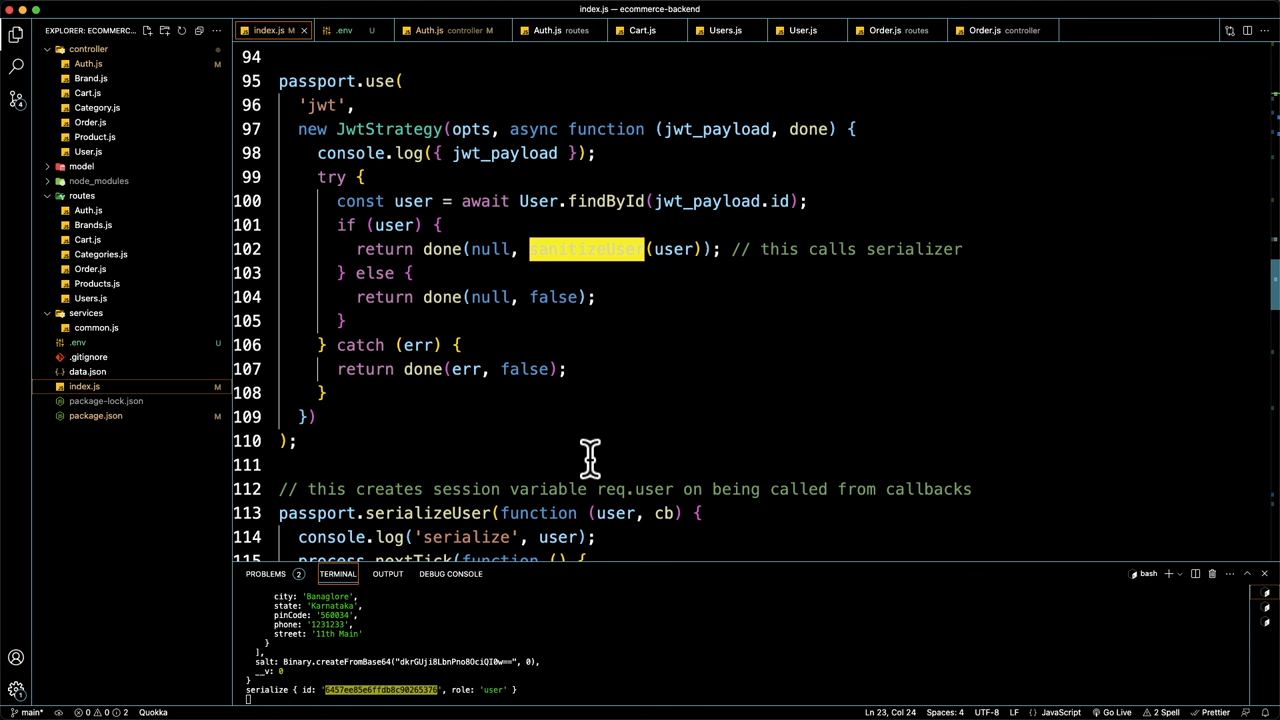 index.js — ecommerce-backend
EXPLORER: ECOMMERC...
index.js M
.env U
Auth.js controller M
Auth.js routes
Cart.js
Users.js
User.js
Order.js routes
Order.js controller
controller
Auth.js M
Brand.js
Cart.js
Category.js
Order.js
Product.js
User.js
model
node_modules
routes
Auth.js
Brands.js
Cart.js
Categories.js
Order.js
Products.js
Users.js
services
common.js
.env U
.gitignore
data.json
index.js M
package-lock.json
package.json M
94
95 passport.use(
96 'jwt',
97 new JwtStrategy(opts, async function (jwt_payload, done) {
98 console.log({ jwt_payload });
99 try {
100 const user = await User.findById(jwt_payload.id);
101 if (user) {
102 return done(null, sanitizeUser(user)); // this calls serializer
103 } else {
104 return done(null, false);
105 }
106 } catch (err) {
107 return done(err, false);
108 }
109 })
110 );
111
112 // this creates session variable req.user on being called from callbacks
113 passport.serializeUser(function (user, cb) {
114 console.log('serialize', user);
115 process.nextTick(function () {
PROBLEMS 2 TERMINAL OUTPUT DEBUG CONSOLE
bash
city: 'Banaglore',
state: 'Karnataka',
pinCode: '560034',
phone: '1231233',
street: '11th Main'
}
],
salt: Binary.createFromBase64("dkrGUji8LbnPno8OciQI0w==", 0),
__v: 0
}
serialize { id: '6457ee85e6ffdb8c90265376', role: 'user' }
4
1
main* 0 0 2 Quokka
Ln 23, Col 24 Spaces: 4 UTF-8 LF JavaScript Go Live 2 Spell Prettier